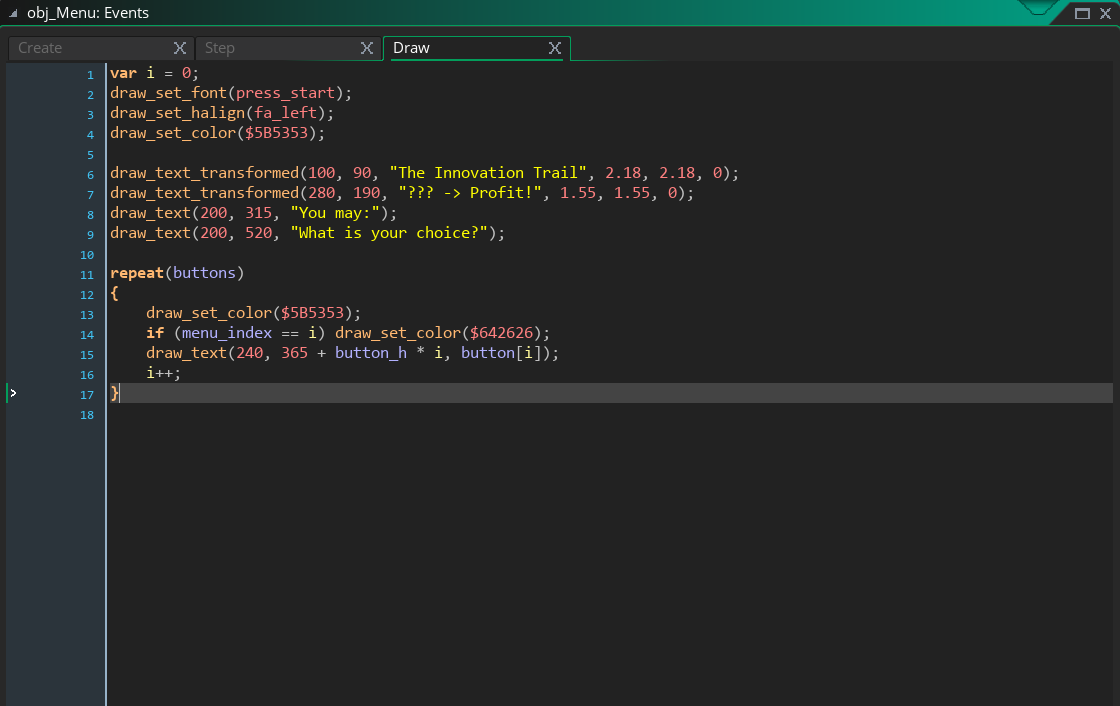 obj_Menu: Events
Create Step Draw
1 var i = 0;
2 draw_set_font(press_start);
3 draw_set_halign(fa_left);
4 draw_set_color($5B5353);
5
6 draw_text_transformed(100, 90, "The Innovation Trail", 2.18, 2.18, 0);
7 draw_text_transformed(280, 190, "??? -> Profit!", 1.55, 1.55, 0);
8 draw_text(200, 315, "You may:");
9 draw_text(200, 520, "What is your choice?");
10
11 repeat(buttons)
12 {
13     draw_set_color($5B5353);
14     if (menu_index == i) draw_set_color($642626);
15     draw_text(240, 365 + button_h * i, button[i]);
16     i++;
17 }
18